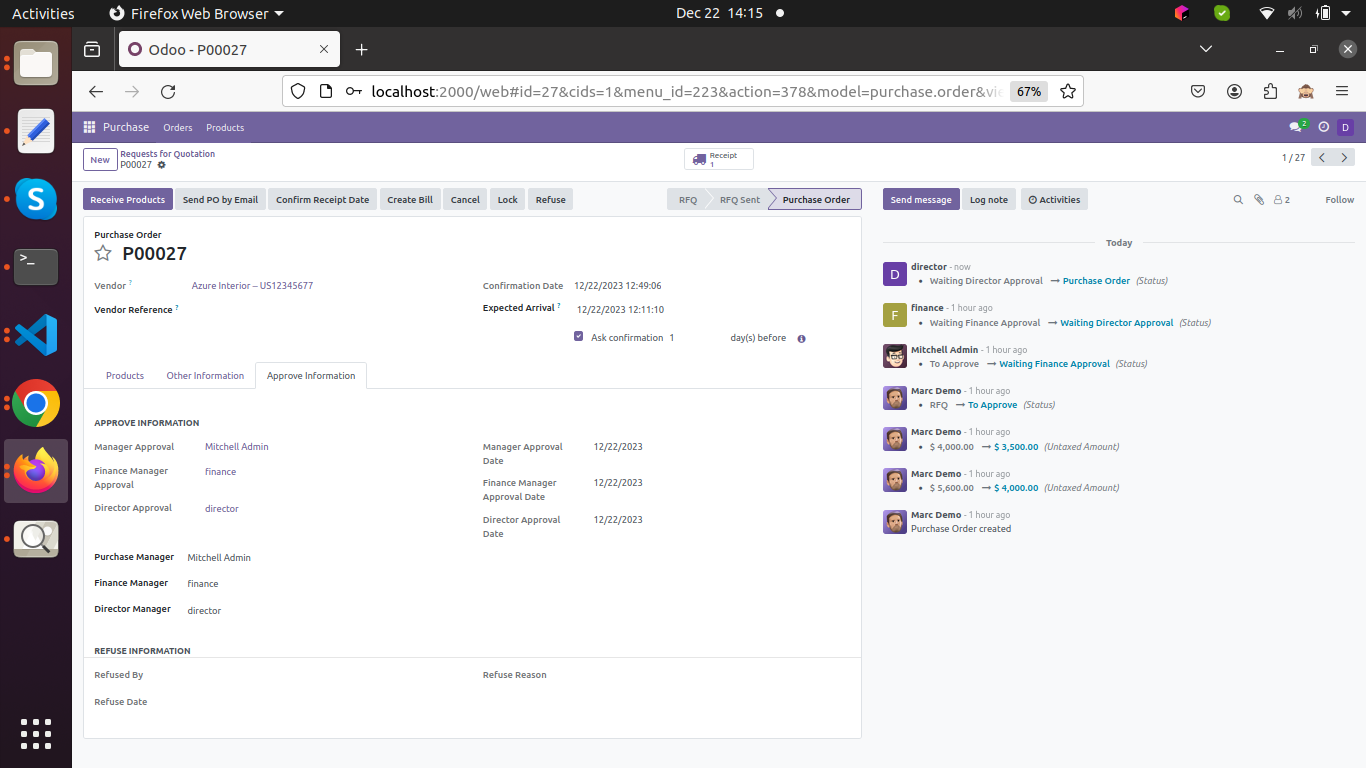 Activities Firefox Web Browser Dec 22 14:15
Odoo - P00027
localhost:2000/web#id=27&cids=1&menu_id=223&action=378&model=purchase.order&vi 67%
Purchase Orders Products 2 D
New Requests for Quotation
P00027
Receipt
1
1 / 27
Receive Products Send PO by Email Confirm Receipt Date Create Bill Cancel Lock Refuse RFQ RFQ Sent Purchase Order
Send message Log note Activities 2 Follow
Purchase Order
P00027
Vendor ? Azure Interior – US12345677
Vendor Reference ?
Confirmation Date 12/22/2023 12:49:06
Expected Arrival ? 12/22/2023 12:11:10
Ask confirmation 1 day(s) before
Products Other Information Approve Information
APPROVE INFORMATION
Manager Approval Mitchell Admin
Finance Manager Approval finance
Director Approval director
Manager Approval Date 12/22/2023
Finance Manager Approval Date 12/22/2023
Director Approval Date 12/22/2023
Purchase Manager Mitchell Admin
Finance Manager finance
Director Manager director
REFUSE INFORMATION
Refused By Refuse Reason
Refuse Date
Today
D director - now
• Waiting Director Approval → Purchase Order (Status)
F finance - 1 hour ago
• Waiting Finance Approval → Waiting Director Approval (Status)
Mitchell Admin - 1 hour ago
• To Approve → Waiting Finance Approval (Status)
Marc Demo - 1 hour ago
• RFQ → To Approve (Status)
Marc Demo - 1 hour ago
• $ 4,000.00 → $ 3,500.00 (Untaxed Amount)
Marc Demo - 1 hour ago
• $ 5,600.00 → $ 4,000.00 (Untaxed Amount)
Marc Demo - 1 hour ago
Purchase Order created